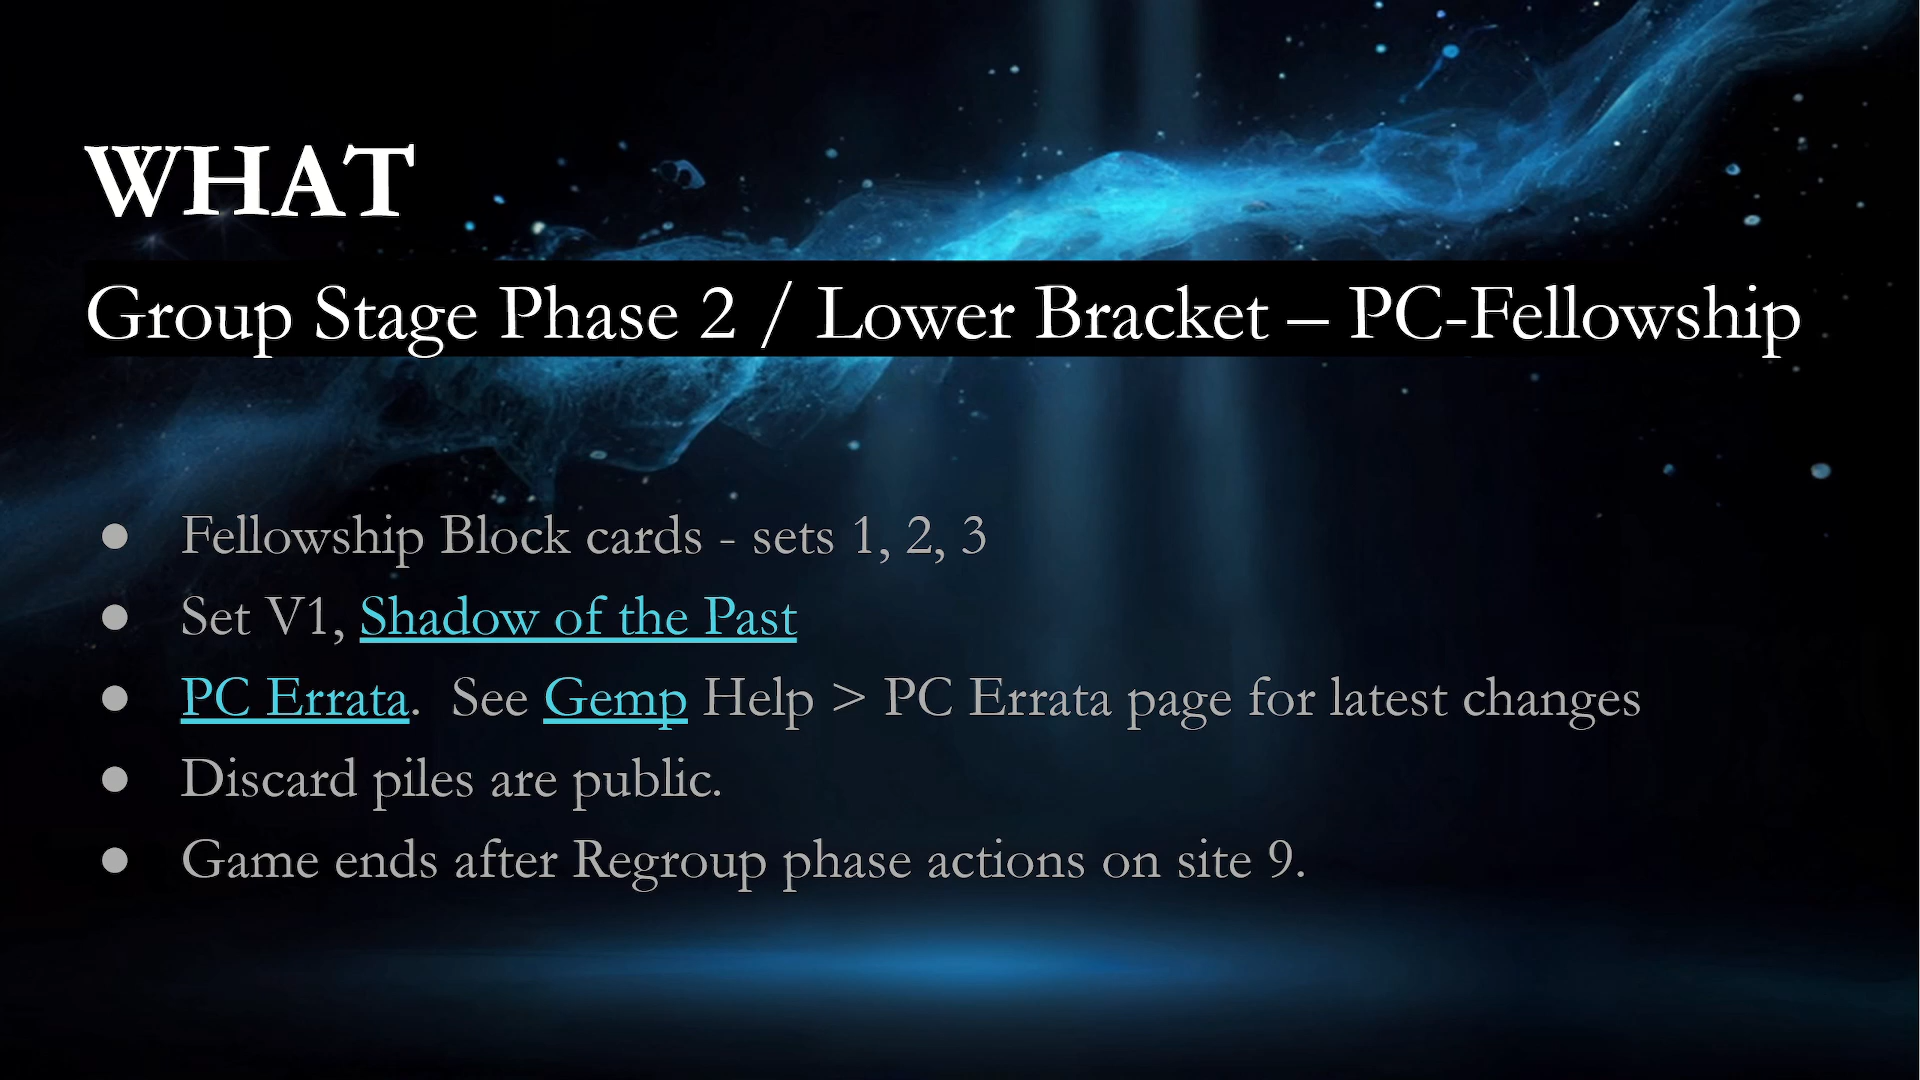 WHAT
Group Stage Phase 2 / Lower Bracket – PC-Fellowship
● Fellowship Block cards - sets 1, 2, 3
● Set V1, Shadow of the Past
● PC Errata.  See Gemp Help > PC Errata page for latest changes
● Discard piles are public.
● Game ends after Regroup phase actions on site 9.